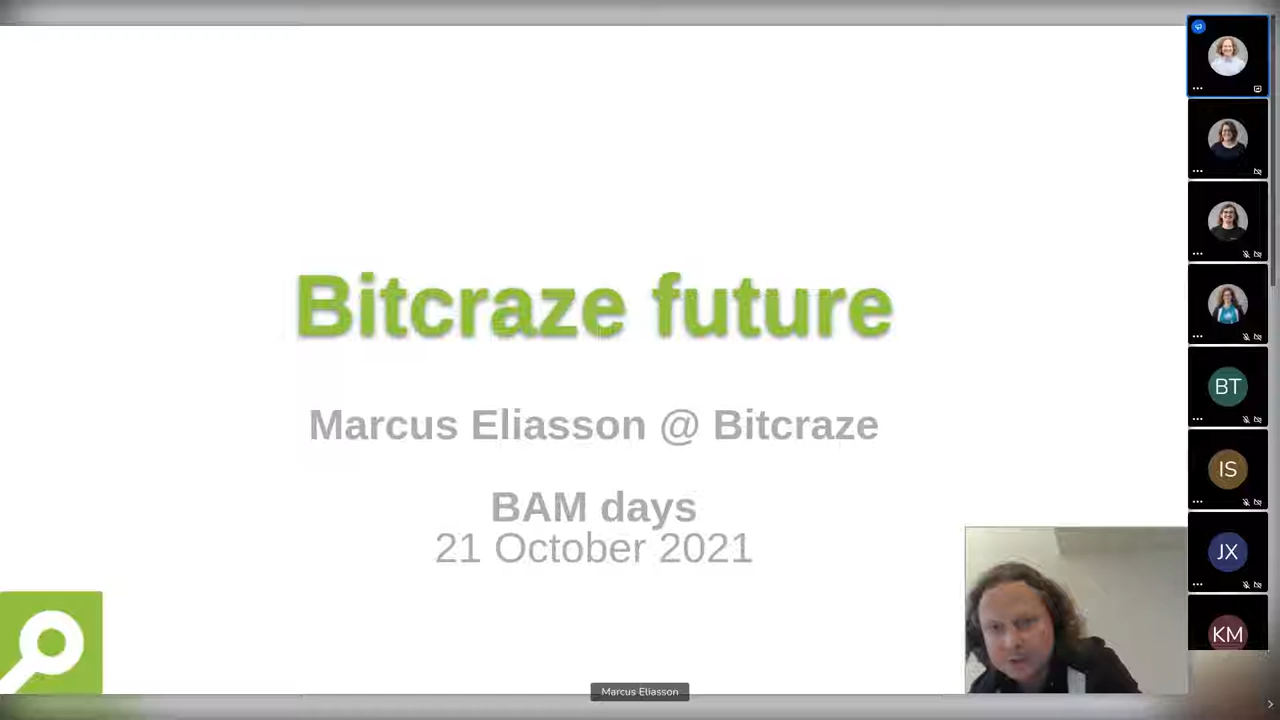 Bitcraze future
Marcus Eliasson @ Bitcraze
BAM days
21 October 2021
BT
IS
JX
KM
Marcus Eliasson